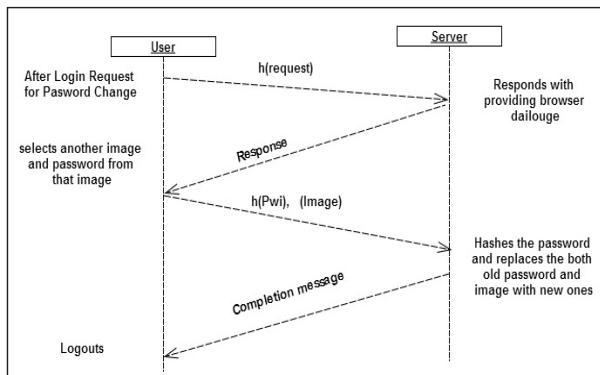 User
Server
After Login Request
for Pasword Change
h(request)
Responds with
providing browser
dailouge
selects another image
and password from
that image
Response
h(Pwi), (Image)
Hashes the password
and replaces the both
old password and
image with new ones
Completion message
Logouts